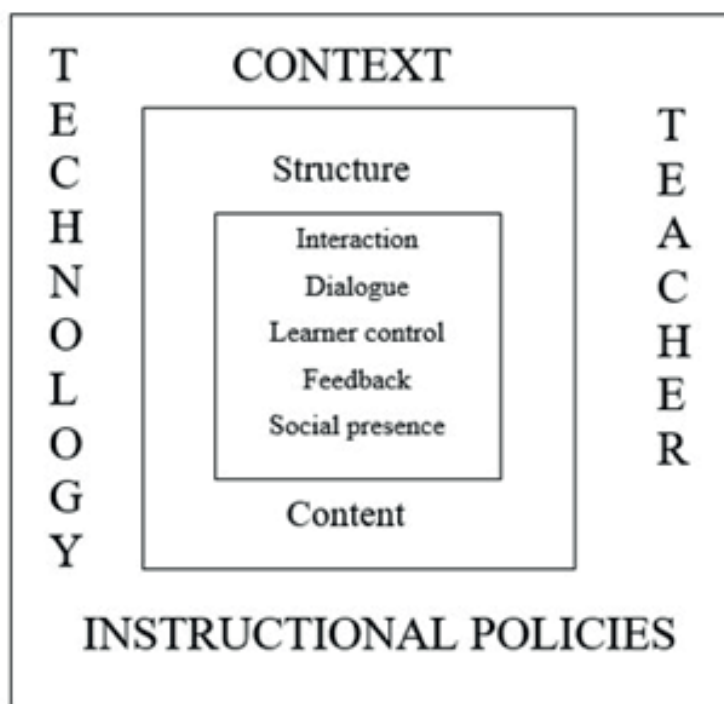 CONTEXT
TECHNOLOGY
TEACHER
Structure
Interaction
Dialogue
Learner control
Feedback
Social presence
Content
INSTRUCTIONAL POLICIES